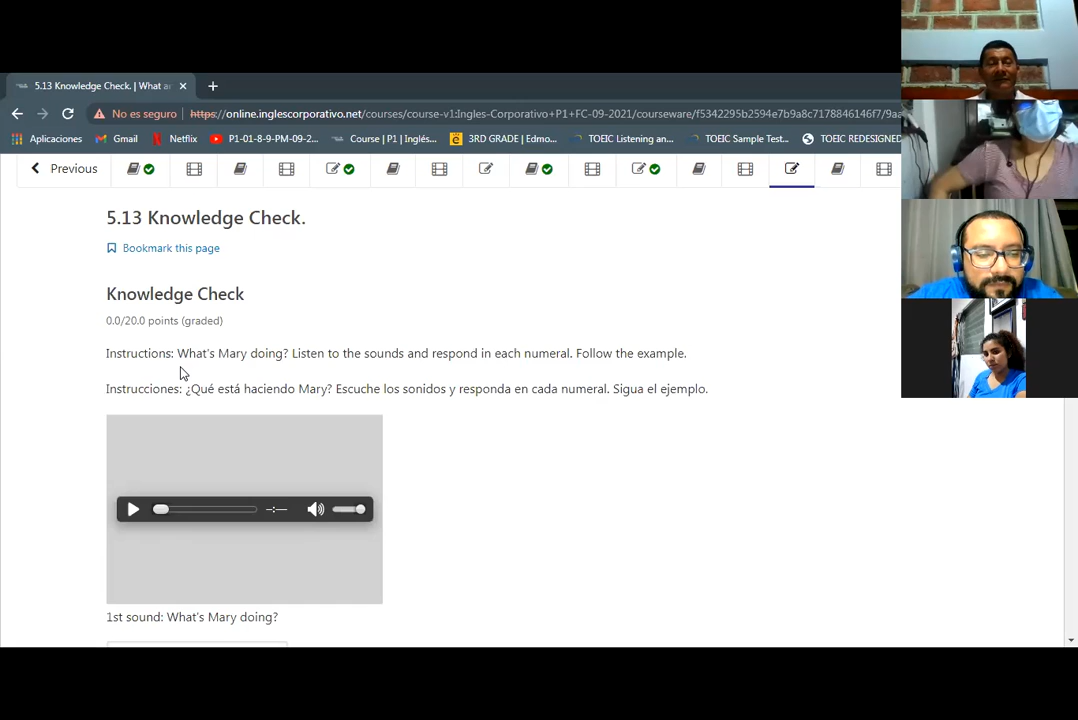 5.13 Knowledge Check. | What a
No es seguro https://online.inglescorporativo.net/courses/course-v1:Ingles-Corporativo+P1+FC-09-2021/courseware/f5342295b2594e7b9a8c717884146f7/9aa
Aplicaciones Gmail Netflix P1-01-8-9-PM-09-2... Course | P1 | Inglés... 3RD GRADE | Edmo... TOEIC Listening an... TOEIC Sample Test... TOEIC REDESIGNED
Previous
5.13 Knowledge Check.
Bookmark this page
Knowledge Check
0.0/20.0 points (graded)
Instructions: What's Mary doing? Listen to the sounds and respond in each numeral. Follow the example.
Instrucciones: ¿Qué está haciendo Mary? Escuche los sonidos y responda en cada numeral. Sigua el ejemplo.
-:--
1st sound: What's Mary doing?